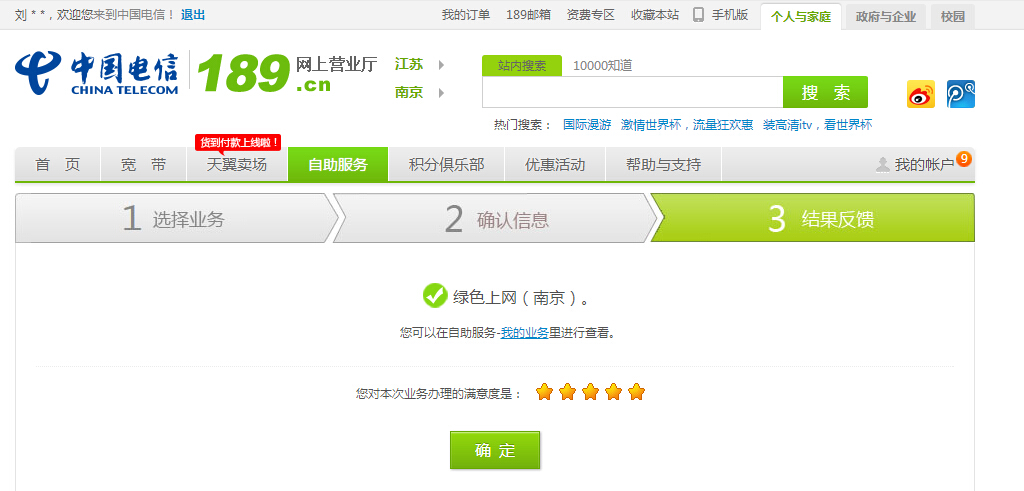 刘 * * ，欢迎您来到中国电信！ 退出
我的订单 189邮箱 资费专区 收藏本站 手机版 个人与家庭 政府与企业 校园
中国电信
CHINA TELECOM
189 网上营业厅
.cn
江苏
南京
站内搜索 10000知道
搜 索
热门搜索： 国际漫游 激情世界杯，流量狂欢惠 装高清itv，看世界杯
货到付款上线啦！
首 页 宽 带 天翼卖场 自助服务 积分俱乐部 优惠活动 帮助与支持 我的帐户 9
1 选择业务 2 确认信息 3 结果反馈
绿色上网（南京）。
您可以在自助服务-我的业务里进行查看。
您对本次业务办理的满意度是：
确 定